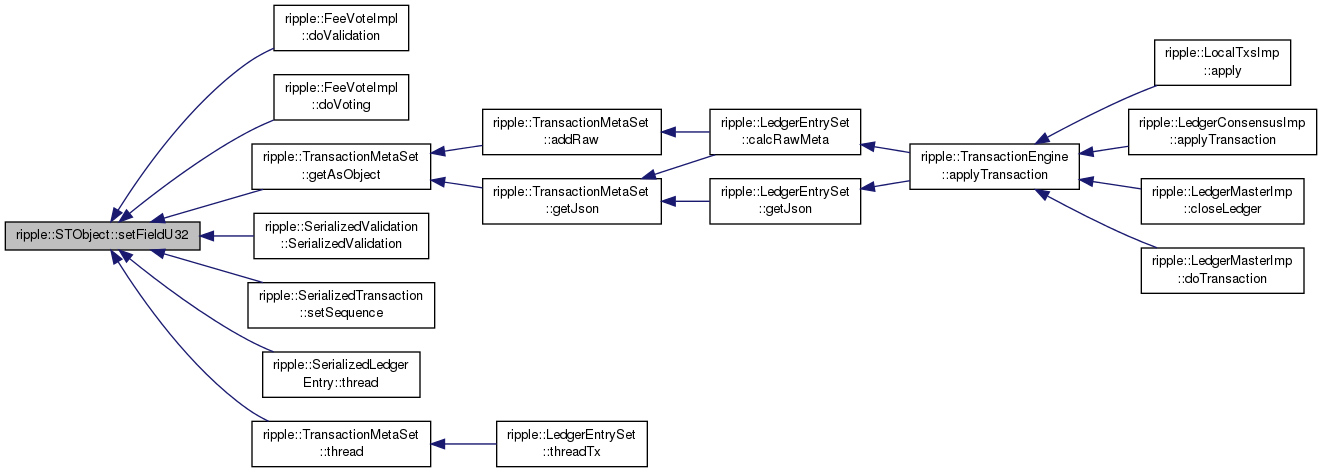 ripple::FeeVoteImpl
::doValidation
ripple::FeeVoteImpl
::doVoting
ripple::TransactionMetaSet
::getAsObject
ripple::STObject::setFieldU32
ripple::SerializedValidation
::SerializedValidation
ripple::SerializedTransaction
::setSequence
ripple::SerializedLedger
Entry::thread
ripple::TransactionMetaSet
::thread
ripple::TransactionMetaSet
::addRaw
ripple::TransactionMetaSet
::getJson
ripple::LedgerEntrySet
::threadTx
ripple::LedgerEntrySet
::calcRawMeta
ripple::LedgerEntrySet
::getJson
ripple::TransactionEngine
::applyTransaction
ripple::LocalTxsImp
::apply
ripple::LedgerConsensusImp
::applyTransaction
ripple::LedgerMasterImp
::closeLedger
ripple::LedgerMasterImp
::doTransaction